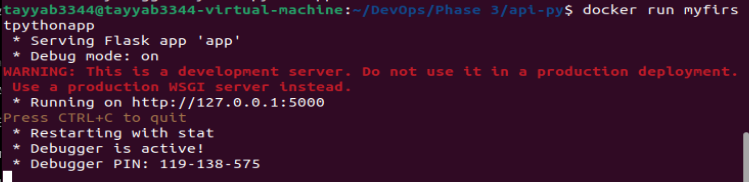 tayyab3344@tayyab3344-virtual-machine:~/DevOps/Phase 3/api-py$ docker run myfirs
tpythonapp
 * Serving Flask app 'app'
 * Debug mode: on
WARNING: This is a development server. Do not use it in a production deployment.
 Use a production WSGI server instead.
 * Running on http://127.0.0.1:5000
Press CTRL+C to quit
 * Restarting with stat
 * Debugger is active!
 * Debugger PIN: 119-138-575